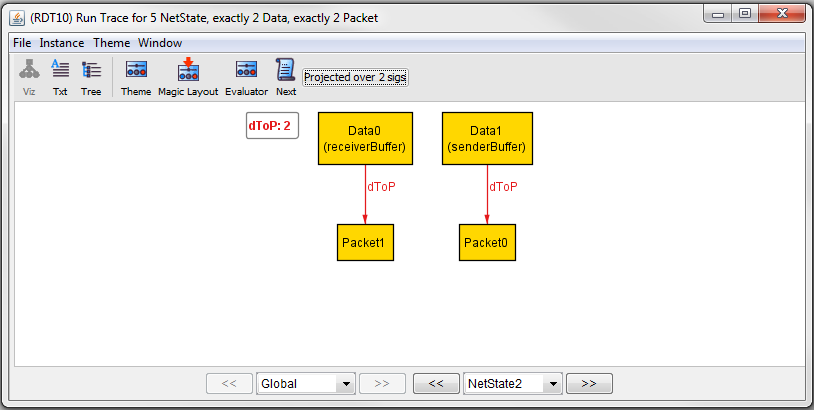 (RDT10) Run Trace for 5 NetState, exactly 2 Data, exactly 2 Packet
File Instance Theme Window
Viz Txt Tree Theme Magic Layout Evaluator Next Projected over 2 sigs
dToP: 2
Data0
(receiverBuffer)
Data1
(senderBuffer)
dToP
dToP
Packet1
Packet0
<< Global >> << NetState2 >>